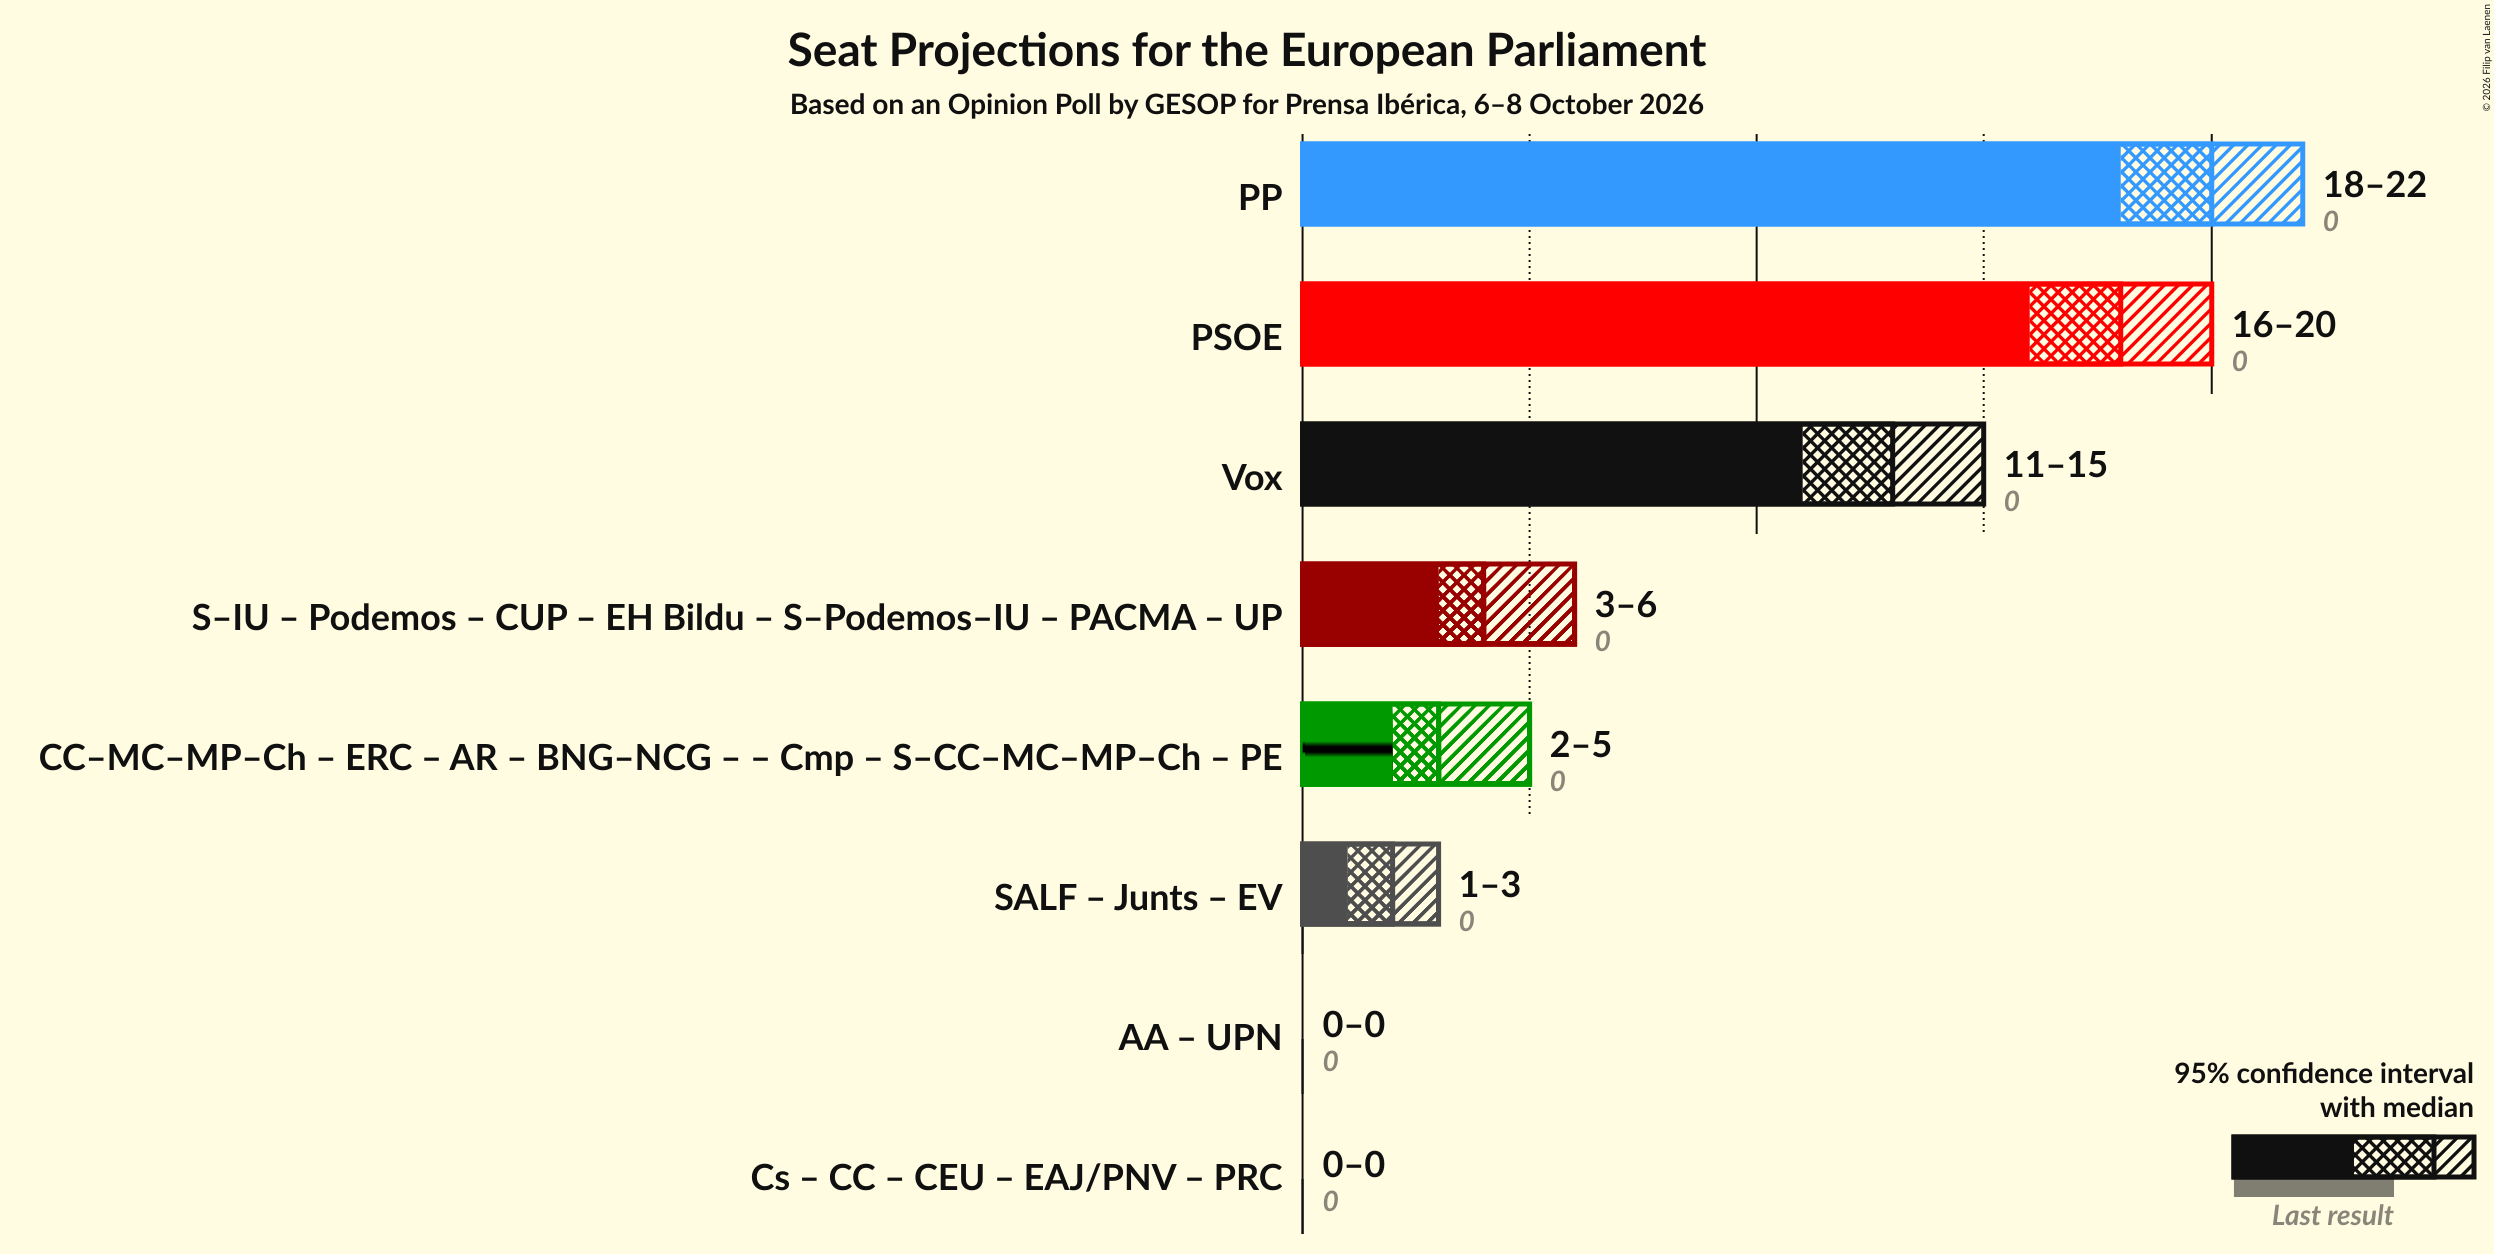 Seat Projections for the European Parliament
Based on an Opinion Poll by GESOP for Prensa Ibérica, 6–8 October 2026
© 2026 Filip van Laenen
PP
18–22
0
PSOE
16–20
0
Vox
11–15
0
S–IU – Podemos – CUP – EH Bildu – S–Podemos–IU – PACMA – UP
3–6
0
CC–MC–MP–Ch – ERC – AR – BNG–NCG – – Cmp – S–CC–MC–MP–Ch – PE
2–5
0
SALF – Junts – EV
1–3
0
AA – UPN
0–0
0
Cs – CC – CEU – EAJ/PNV – PRC
0–0
0
95% confidence interval
with median
Last result